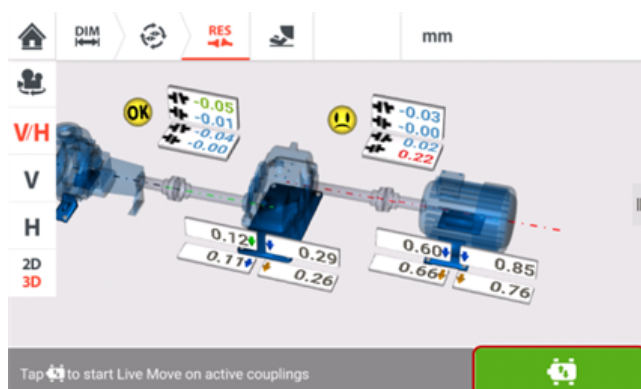 DIM
RES
mm
V/H
V
H
2D
3D
OK
-0.05
-0.01
-0.04
-0.00
-0.03
-0.00
0.02
0.22
0.12
0.29
0.11
0.26
0.60
0.85
0.66
0.76
Tap to start Live Move on active couplings